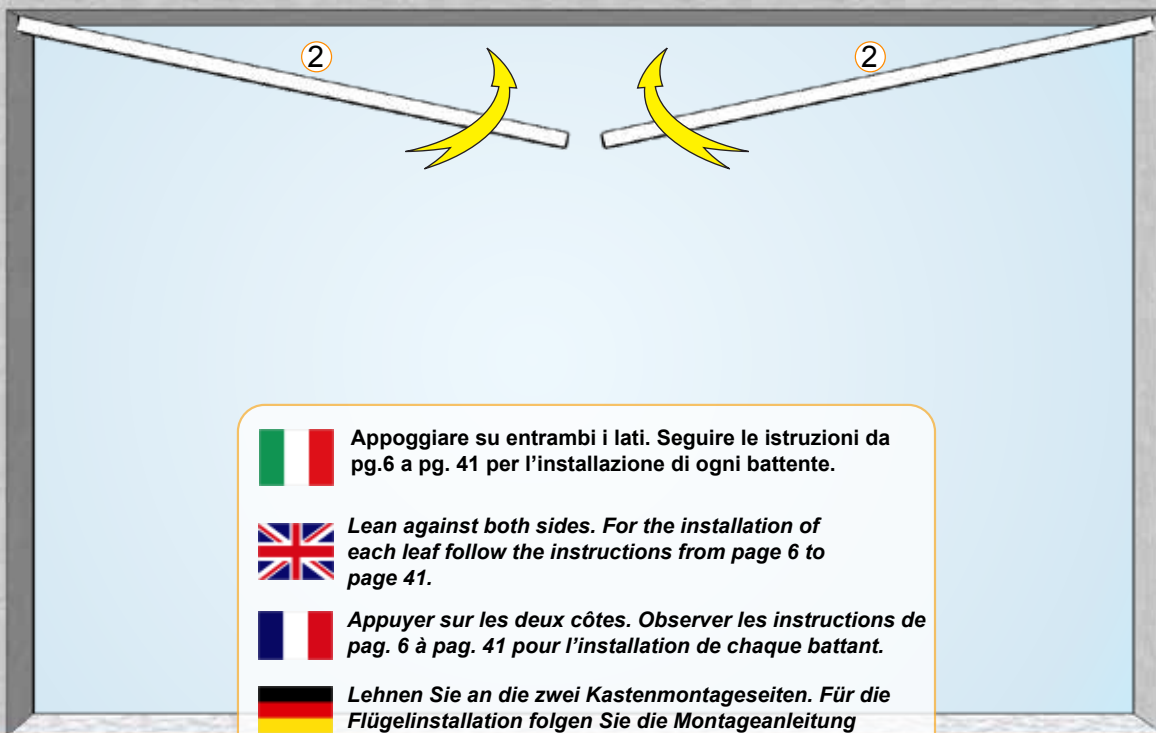 2
2
Appoggiare su entrambi i lati. Seguire le istruzioni da
pg.6 a pg. 41 per l’installazione di ogni battente.
Lean against both sides. For the installation of
each leaf follow the instructions from page 6 to
page 41.
Appuyer sur les deux côtes. Observer les instructions de
pag. 6 à pag. 41 pour l’installation de chaque battant.
Lehnen Sie an die zwei Kastenmontageseiten. Für die
Flügelinstallation folgen Sie die Montageanleitung